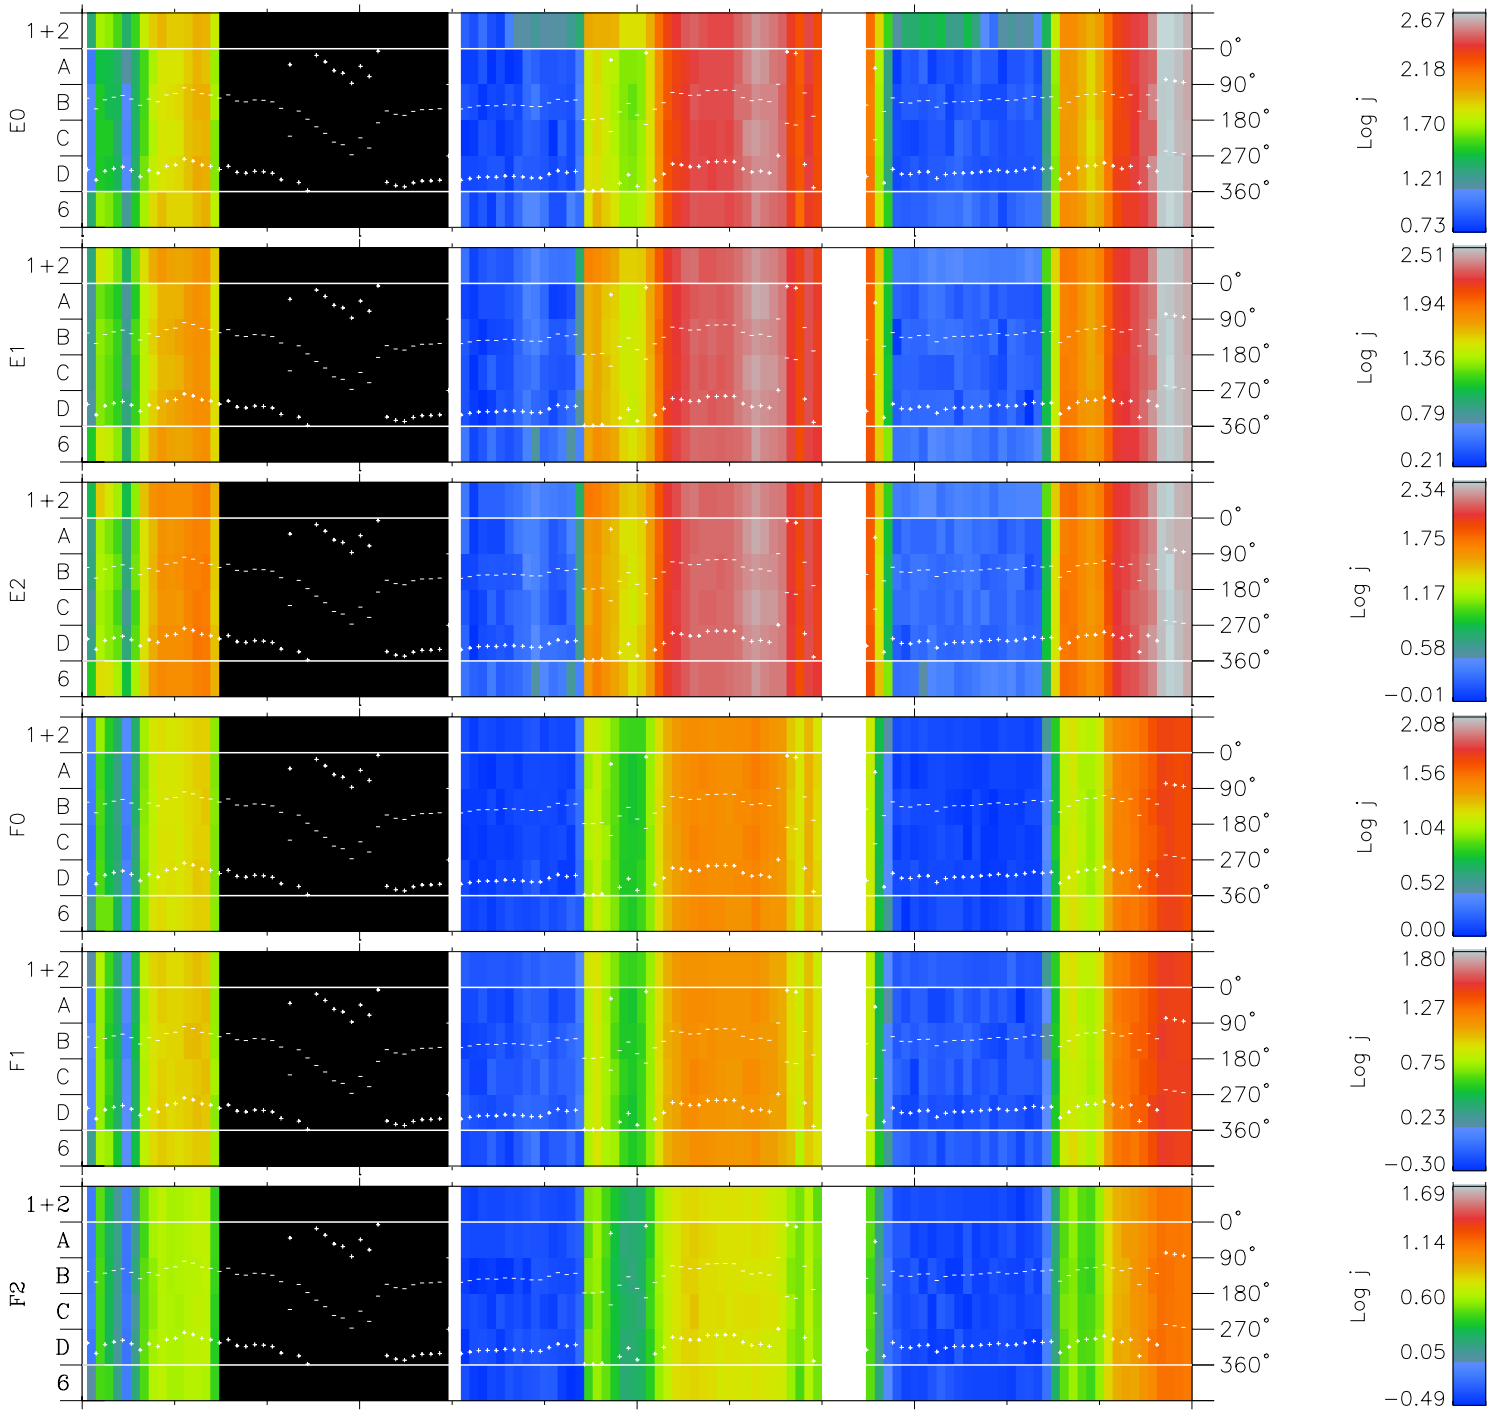 E0
1+2
A
B
C
D
6
0°
90°
180°
270°
360°
Log j
2.67
2.18
1.70
1.21
0.73
E1
1+2
A
B
C
D
6
0°
90°
180°
270°
360°
Log j
2.51
1.94
1.36
0.79
0.21
E2
1+2
A
B
C
D
6
0°
90°
180°
270°
360°
Log j
2.34
1.75
1.17
0.58
−0.01
F0
1+2
A
B
C
D
6
0°
90°
180°
270°
360°
Log j
2.08
1.56
1.04
0.52
0.00
F1
1+2
A
B
C
D
6
0°
90°
180°
270°
360°
Log j
1.80
1.27
0.75
0.23
−0.30
F2
1+2
A
B
C
D
6
0°
90°
180°
270°
360°
Log j
1.69
1.14
0.60
0.05
−0.49